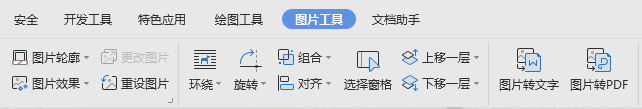 安全 开发工具 特色应用 绘图工具 图片工具 文档助手
图片轮廓 更改图片 组合 上移一层
图片效果 重设图片 环绕 旋转 对齐 选择窗格 下移一层 图片转文字 图片转PDF